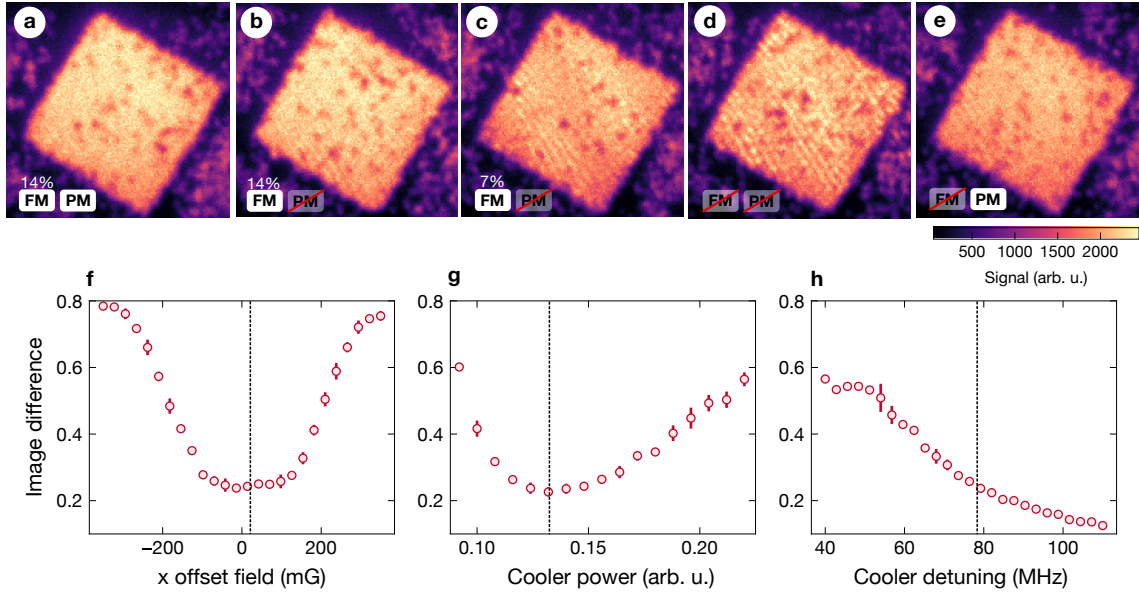 a
b
c
d
e
14%
FM PM
14%
FM PM
7%
FM PM
FM PM
FM PM
500 1000 1500 2000
Signal (arb. u.)
f
g
h
0.8
0.6
0.4
0.2
Image difference
−200 0 200
x offset field (mG)
0.8
0.6
0.4
0.2
0.10 0.15 0.20
Cooler power (arb. u.)
0.8
0.6
0.4
0.2
40 60 80 100
Cooler detuning (MHz)